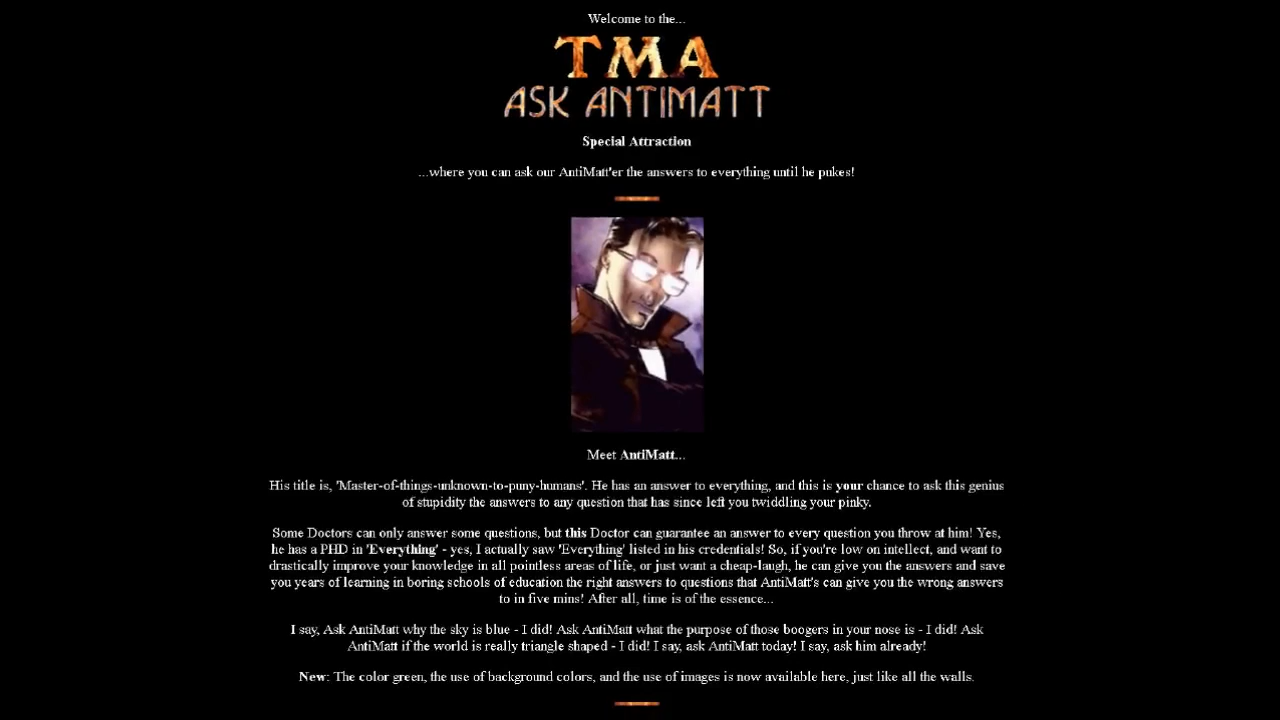 Welcome to the...
TMA
ASK ANTIMATT
Special Attraction
...where you can ask our AntiMatt'er the answers to everything until he pukes!
Meet AntiMatt...
His title is, 'Master-of-things-unknown-to-puny-humans'. He has an answer to everything, and this is your chance to ask this genius
of stupidity the answers to any question that has since left you twiddling your pinky.
Some Doctors can only answer some questions, but this Doctor can guarantee an answer to every question you throw at him! Yes,
he has a PHD in 'Everything' - yes, I actually saw 'Everything' listed in his credentials! So, if you're low on intellect, and want to
drastically improve your knowledge in all pointless areas of life, or just want a cheap-laugh, he can give you the answers and save
you years of learning in boring schools of education the right answers to questions that AntiMatt's can give you the wrong answers
to in five mins! After all, time is of the essence...
I say, Ask AntiMatt why the sky is blue - I did! Ask AntiMatt what the purpose of those boogers in your nose is - I did! Ask
AntiMatt if the world is really triangle shaped - I did! I say, ask AntiMatt today! I say, ask him already!
New: The color green, the use of background colors, and the use of images is now available here, just like all the walls.